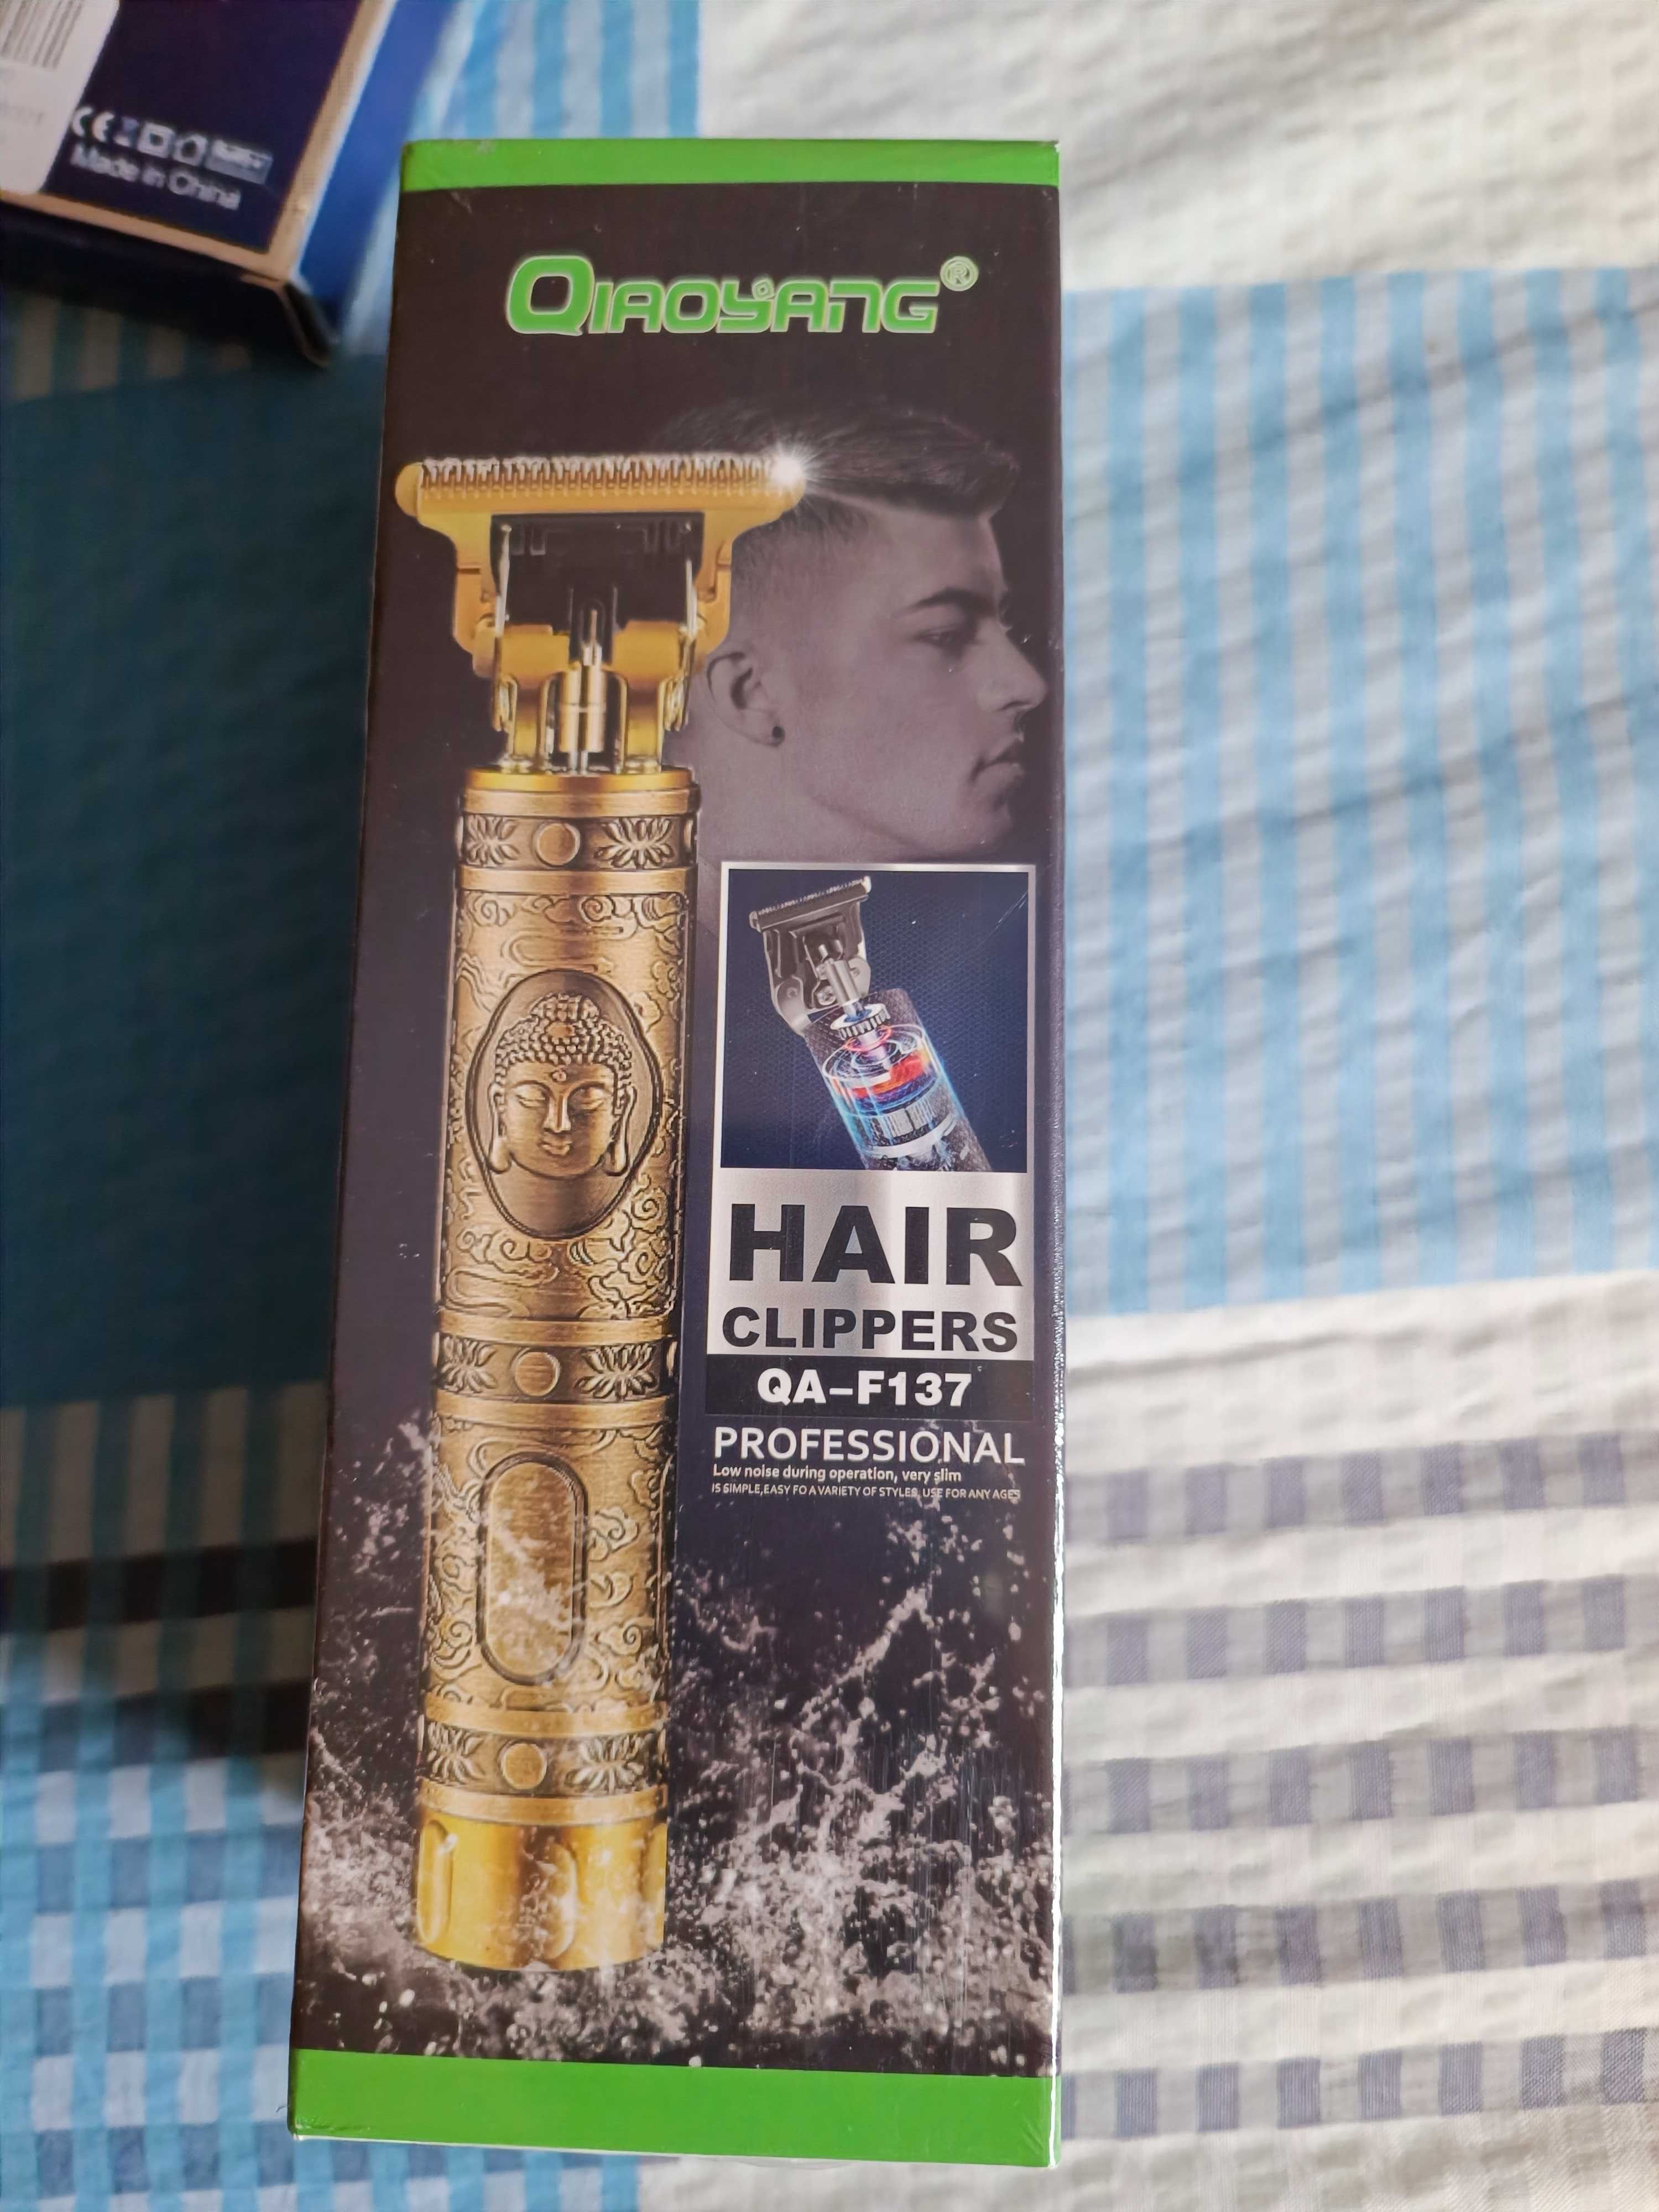 Made in China
QIAOYANG®
HAIR
CLIPPERS
QA-F137
PROFESSIONAL
Low noise during operation, very slim
IS SIMPLE,EASY FO A VARIETY OF STYLES, USE FOR ANY AGES